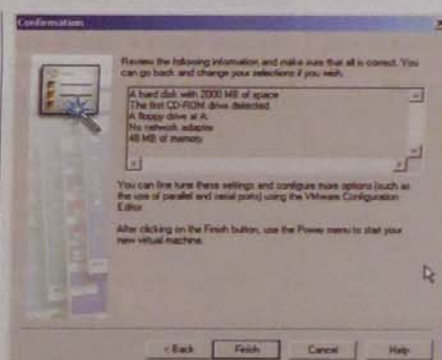 Confirmation
Review the following information and make sure that all is correct. You
can go back and change your selections if you wish.
A hard disk with 2000 MB of space
The first CD-ROM drive detected
A floppy drive at A:
No network adapter
48 MB of memory
You can fine tune these settings and configure more options (such as
the use of parallel and serial ports) using the VMware Configuration
Editor.
After clicking on the Finish button, use the Power menu to start your
new virtual machine.
< Back
Finish
Cancel
Help